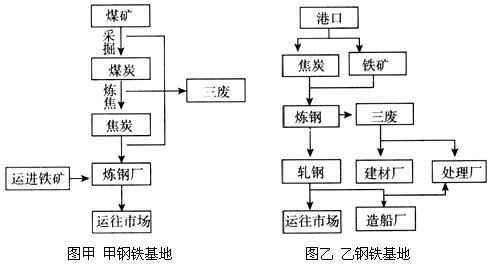 煤矿
采掘
煤炭
炼焦
三废
焦炭
运进铁矿
炼钢厂
运往市场
图甲 甲钢铁基地
港口
焦炭
铁矿
炼钢
三废
轧钢
建材厂
处理厂
运往市场
造船厂
图乙 乙钢铁基地